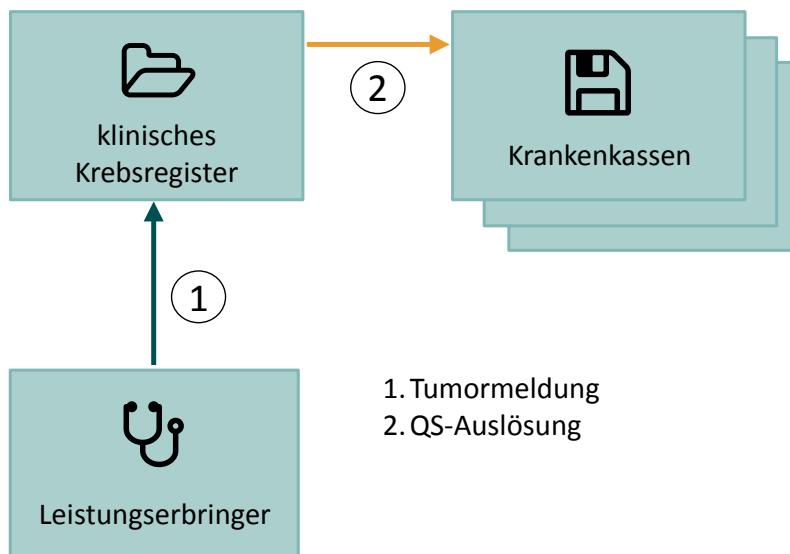 klinisches
Krebsregister
2
Krankenkassen
1
1. Tumormeldung
2. QS-Auslösung
Leistungserbringer